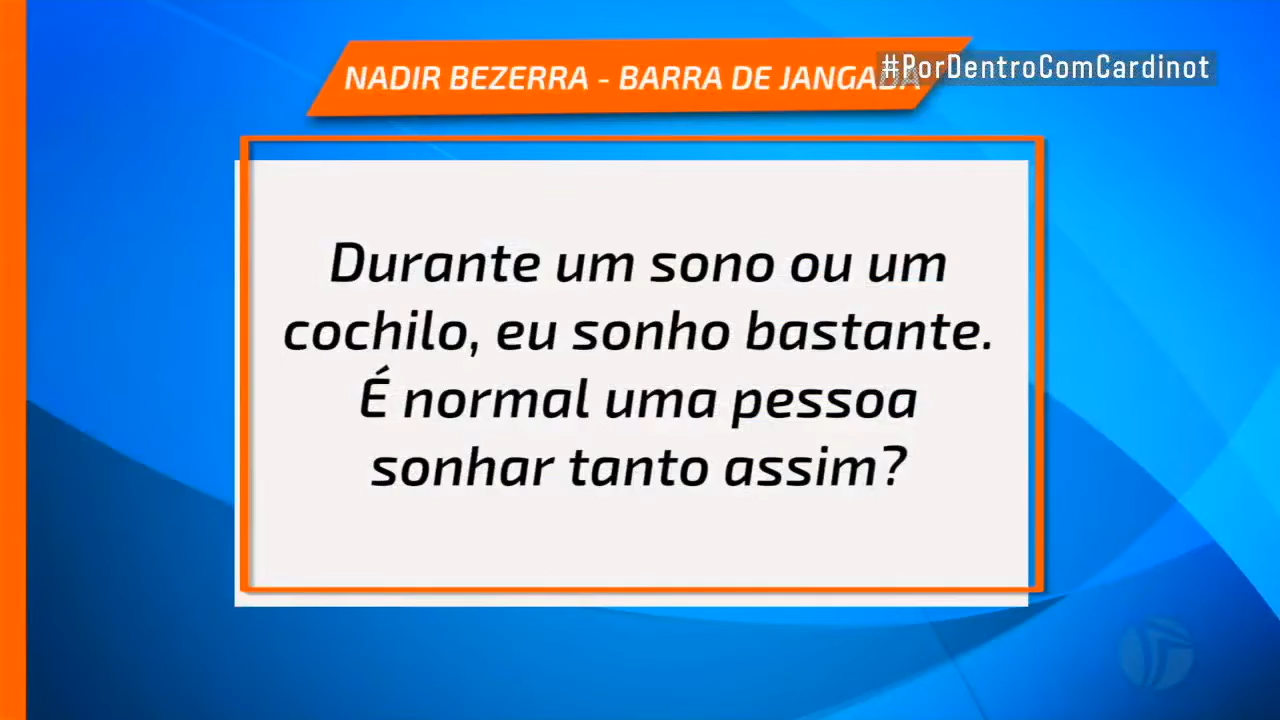 NADIR BEZERRA - BARRA DE JANGADA
#PorDentroComCardinot
Durante um sono ou um
cochilo, eu sonho bastante.
É normal uma pessoa
sonhar tanto assim?